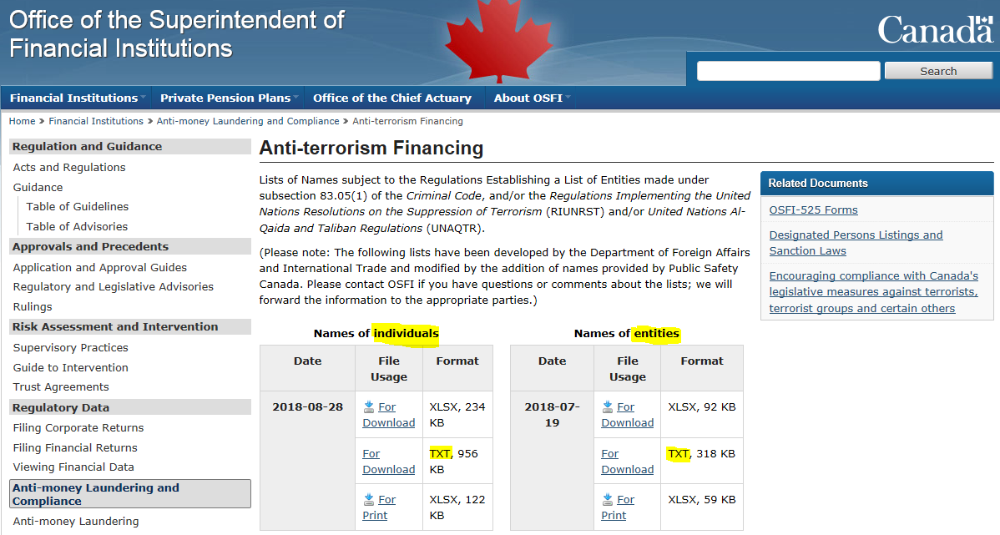 Office of the Superintendent of
Financial Institutions
Canada
Search
Financial Institutions
Private Pension Plans
Office of the Chief Actuary
About OSFI
Home > Financial Institutions > Anti-money Laundering and Compliance > Anti-terrorism Financing
Regulation and Guidance
Acts and Regulations
Guidance
Table of Guidelines
Table of Advisories
Approvals and Precedents
Application and Approval Guides
Regulatory and Legislative Advisories
Rulings
Risk Assessment and Intervention
Supervisory Practices
Guide to Intervention
Trust Agreements
Regulatory Data
Filing Corporate Returns
Filing Financial Returns
Viewing Financial Data
Anti-money Laundering and
Compliance
Anti-money Laundering
Anti-terrorism Financing
Lists of Names subject to the Regulations Establishing a List of Entities made under
subsection 83.05(1) of the Criminal Code, and/or the Regulations Implementing the United
Nations Resolutions on the Suppression of Terrorism (RIUNRST) and/or United Nations Al-
Qaida and Taliban Regulations (UNAQTR).
(Please note: The following lists have been developed by the Department of Foreign Affairs
and International Trade and modified by the addition of names provided by Public Safety
Canada. Please contact OSFI if you have questions or comments about the lists; we will
forward the information to the appropriate parties.)
Names of individuals
Date
File
Usage
Format
2018-08-28
For
Download
XLSX, 234
KB
For
Download
TXT, 956
KB
For
Print
XLSX, 122
KB
Names of entities
Date
File
Usage
Format
2018-07-
19
For
Download
XLSX, 92 KB
For
Download
TXT, 318 KB
For
Print
XLSX, 59 KB
Related Documents
OSFI-525 Forms
Designated Persons Listings and
Sanction Laws
Encouraging compliance with Canada's
legislative measures against terrorists,
terrorist groups and certain others